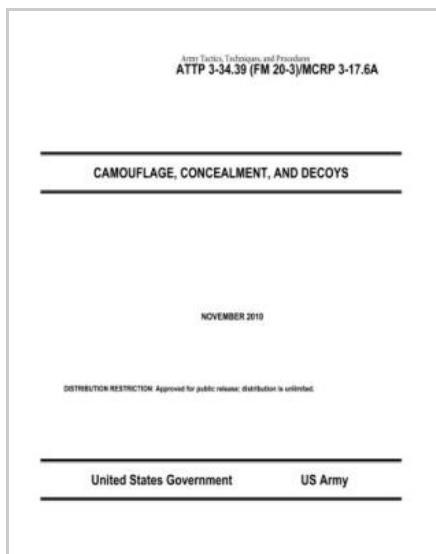 Army Tactics, Techniques, and Procedures
ATTP 3-34.39 (FM 20-3)/MCRP 3-17.6A
CAMOUFLAGE, CONCEALMENT, AND DECOYS
NOVEMBER 2010
DISTRIBUTION RESTRICTION: Approved for public release; distribution is unlimited.
United States Government US Army